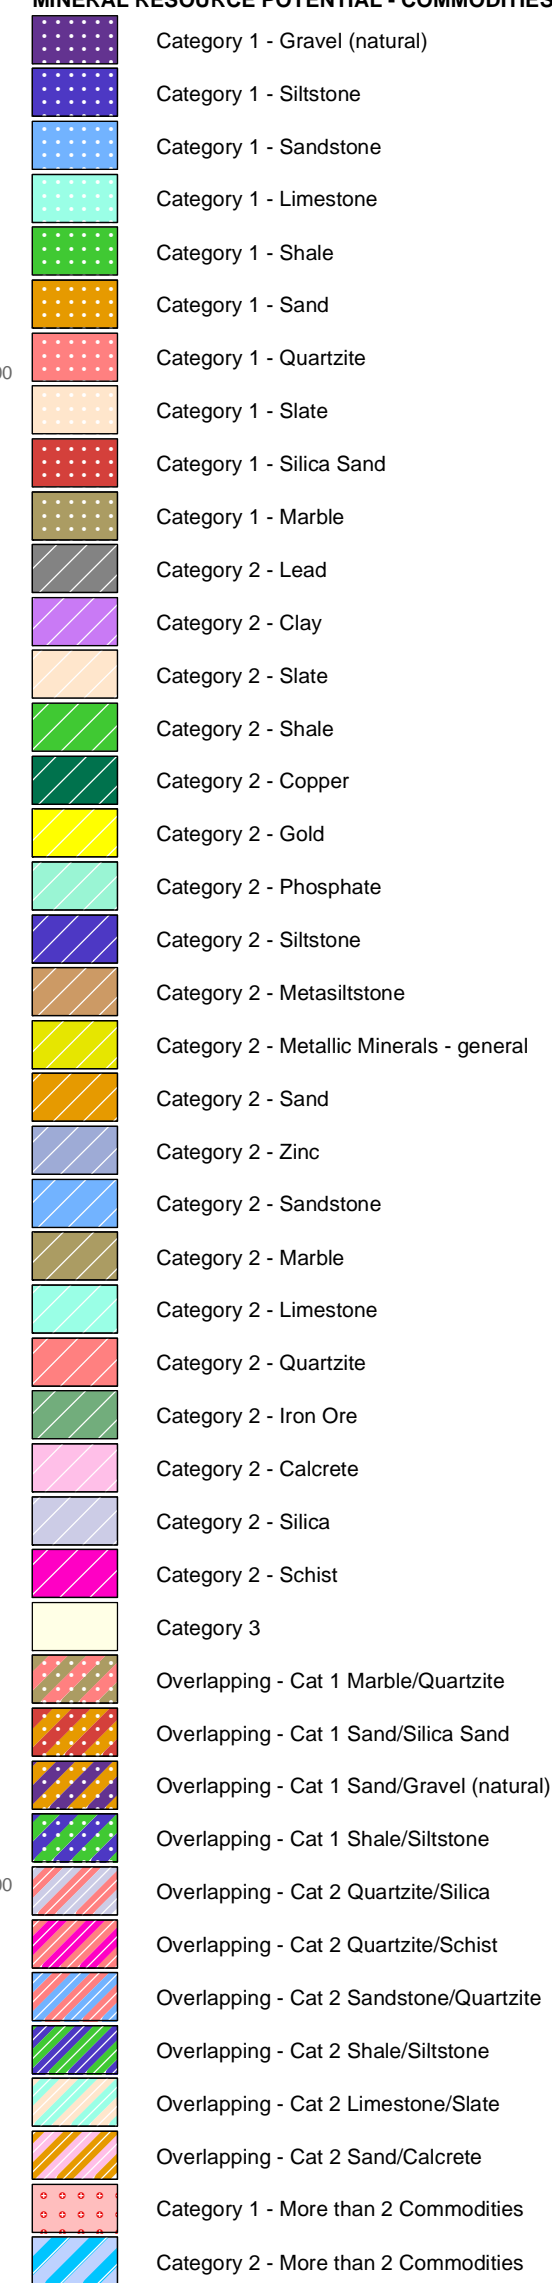 MINERAL RESOURCE POTENTIAL - COMMODITIES
Category 1 - Gravel (natural)
Category 1 - Siltstone
Category 1 - Sandstone
Category 1 - Limestone
Category 1 - Shale
Category 1 - Sand
Category 1 - Quartzite
Category 1 - Slate
Category 1 - Silica Sand
Category 1 - Marble
Category 2 - Lead
Category 2 - Clay
Category 2 - Slate
Category 2 - Shale
Category 2 - Copper
Category 2 - Gold
Category 2 - Phosphate
Category 2 - Siltstone
Category 2 - Metasiltstone
Category 2 - Metallic Minerals - general
Category 2 - Sand
Category 2 - Zinc
Category 2 - Sandstone
Category 2 - Marble
Category 2 - Limestone
Category 2 - Quartzite
Category 2 - Iron Ore
Category 2 - Calcrete
Category 2 - Silica
Category 2 - Schist
Category 3
Overlapping - Cat 1 Marble/Quartzite
Overlapping - Cat 1 Sand/Silica Sand
Overlapping - Cat 1 Sand/Gravel (natural)
Overlapping - Cat 1 Shale/Siltstone
Overlapping - Cat 2 Quartzite/Silica
Overlapping - Cat 2 Quartzite/Schist
Overlapping - Cat 2 Sandstone/Quartzite
Overlapping - Cat 2 Shale/Siltstone
Overlapping - Cat 2 Limestone/Slate
Overlapping - Cat 2 Sand/Calcrete
Category 1 - More than 2 Commodities
Category 2 - More than 2 Commodities